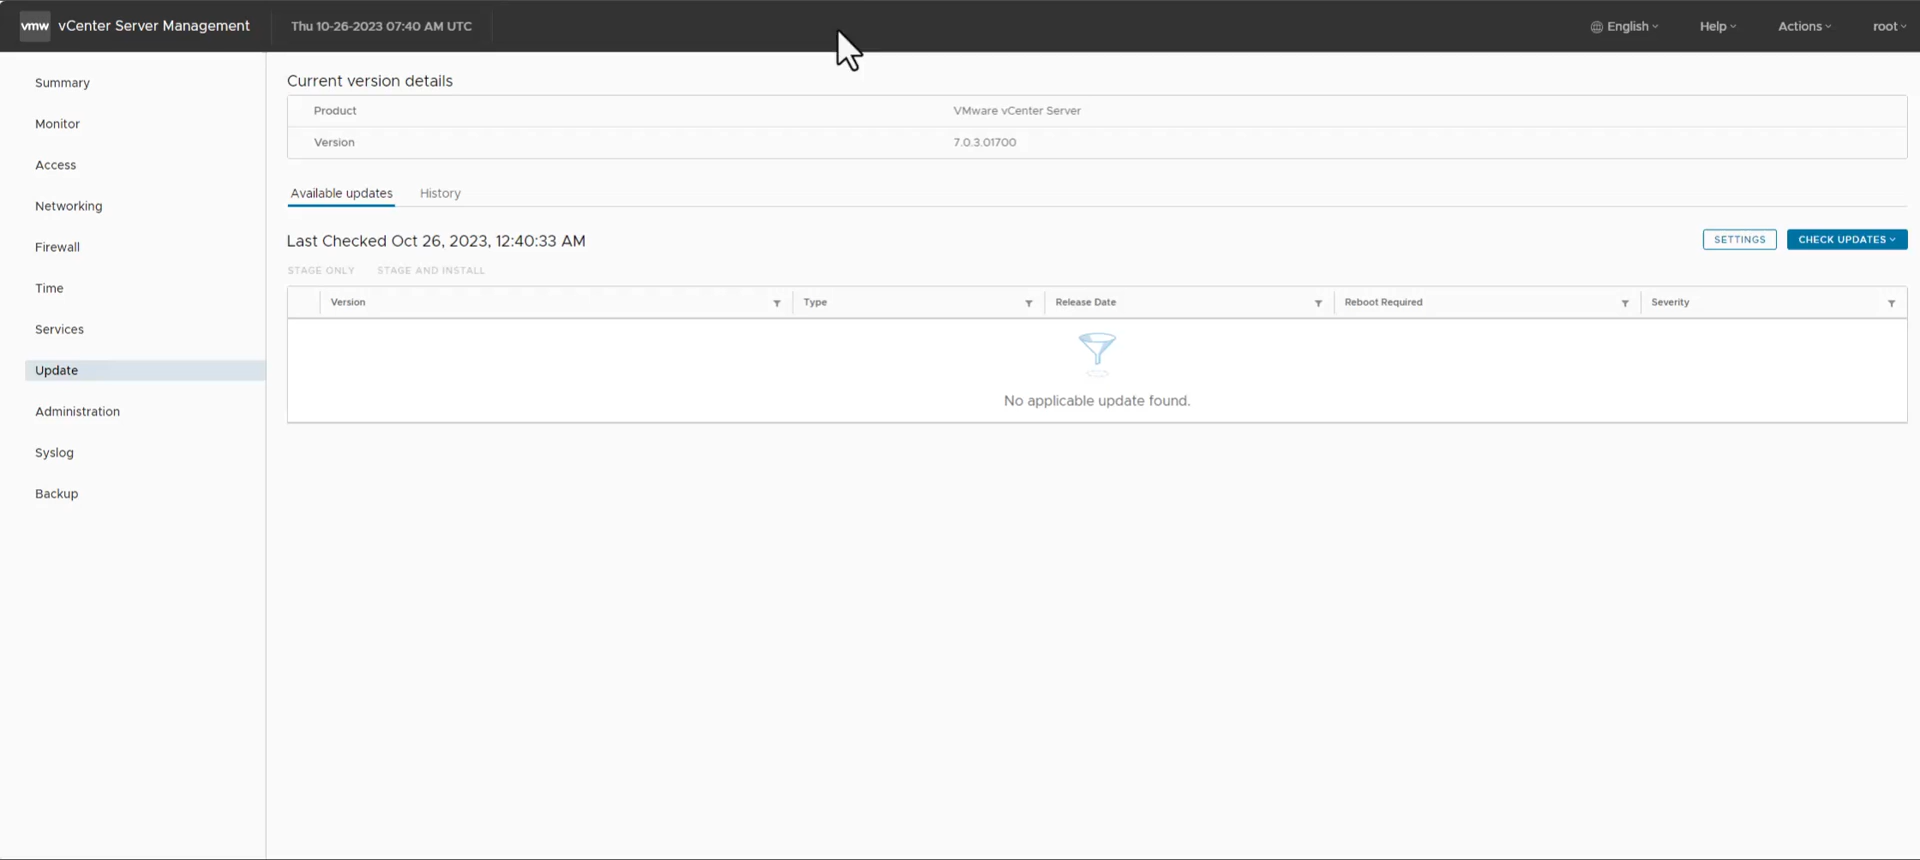 vmw vCenter Server Management Thu 10-26-2023 07:40 AM UTC English Help Actions root
Summary
Monitor
Access
Networking
Firewall
Time
Services
Update
Administration
Syslog
Backup
Current version details
Product VMware vCenter Server
Version 7.0.3.01700
Available updates History
Last Checked Oct 26, 2023, 12:40:33 AM SETTINGS CHECK UPDATES
STAGE ONLY STAGE AND INSTALL
Version Type Release Date Reboot Required Severity
No applicable update found.